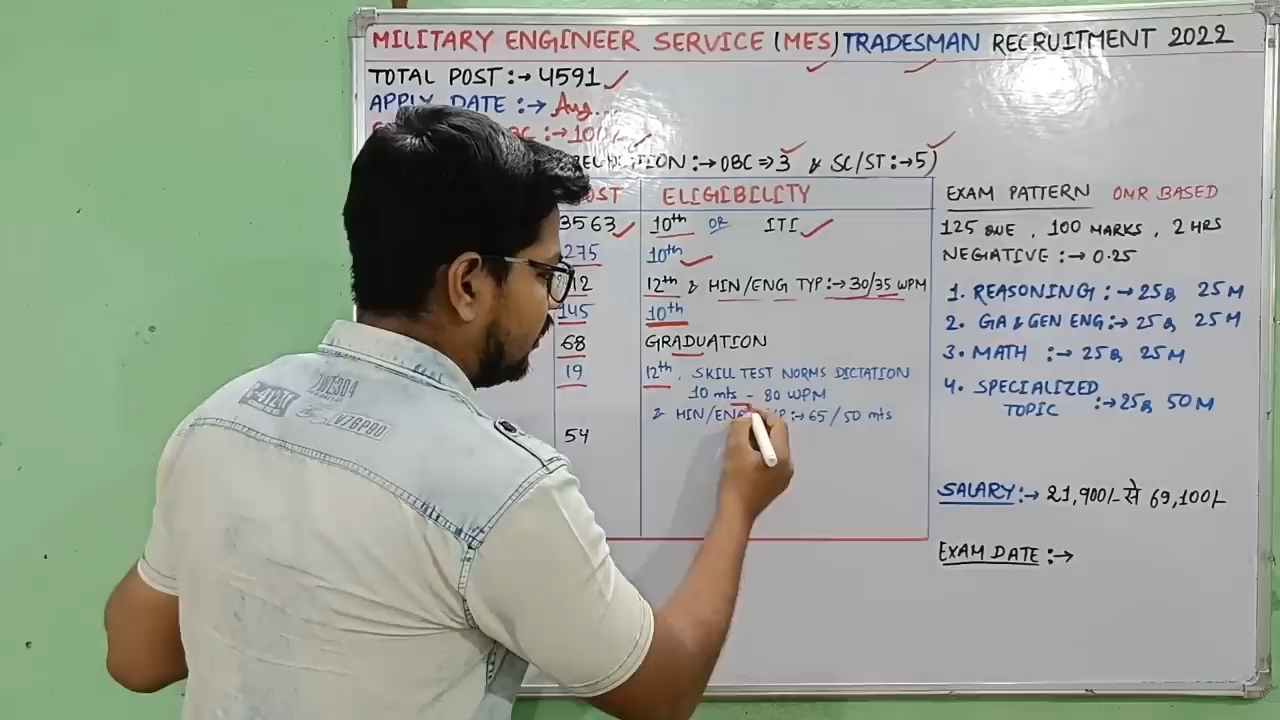 MILITARY ENGINEER SERVICE (MES) TRADESMAN RECRUITMENT 2022
TOTAL POST :→ 4591
APPLY DATE :→ Aug...
:→ 100/-
:→ OBC ⇒ 3 & SC/ST :→ 5)
ELIGIBILITY
3563 10th OR ITI
275 10th
12th & HIN/ENG TYP :→ 30/35 WPM
145 10th
68 GRADUATION
19 12th, SKILL TEST NORMS DICTATION
10 mts - 80 WPM
& HIN/ENG :→ 65/50 mts
54
EXAM PATTERN OMR BASED
125 QUE, 100 MARKS, 2 HRS
NEGATIVE :→ 0.25
1. REASONING :→ 25Q 25M
2. GA & GEN ENG :→ 25Q 25M
3. MATH :→ 25Q 25M
4. SPECIALIZED TOPIC :→ 25Q 50M
SALARY :→ 21,900/- से 69,100/-
EXAM DATE :→